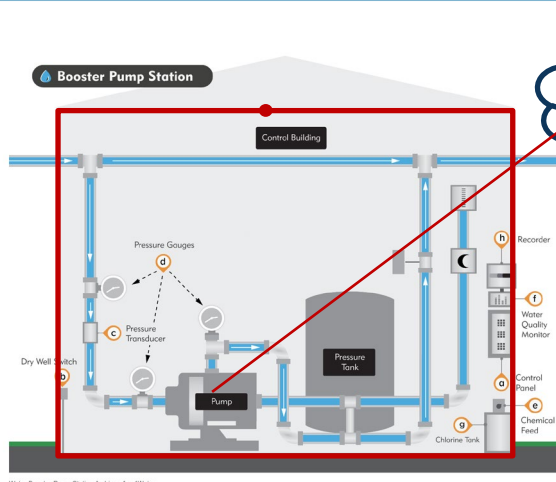 Booster Pump Station
Control Building
Pressure Gouges
d
h
Recorder
f
Water
Quality
Monitor
c
Pressure
Transducer
Dry Well Switch
b
Pressure
Tank
a
Control
Panel
Pump
e
Chemical
Feed
g
Chlorine Tank